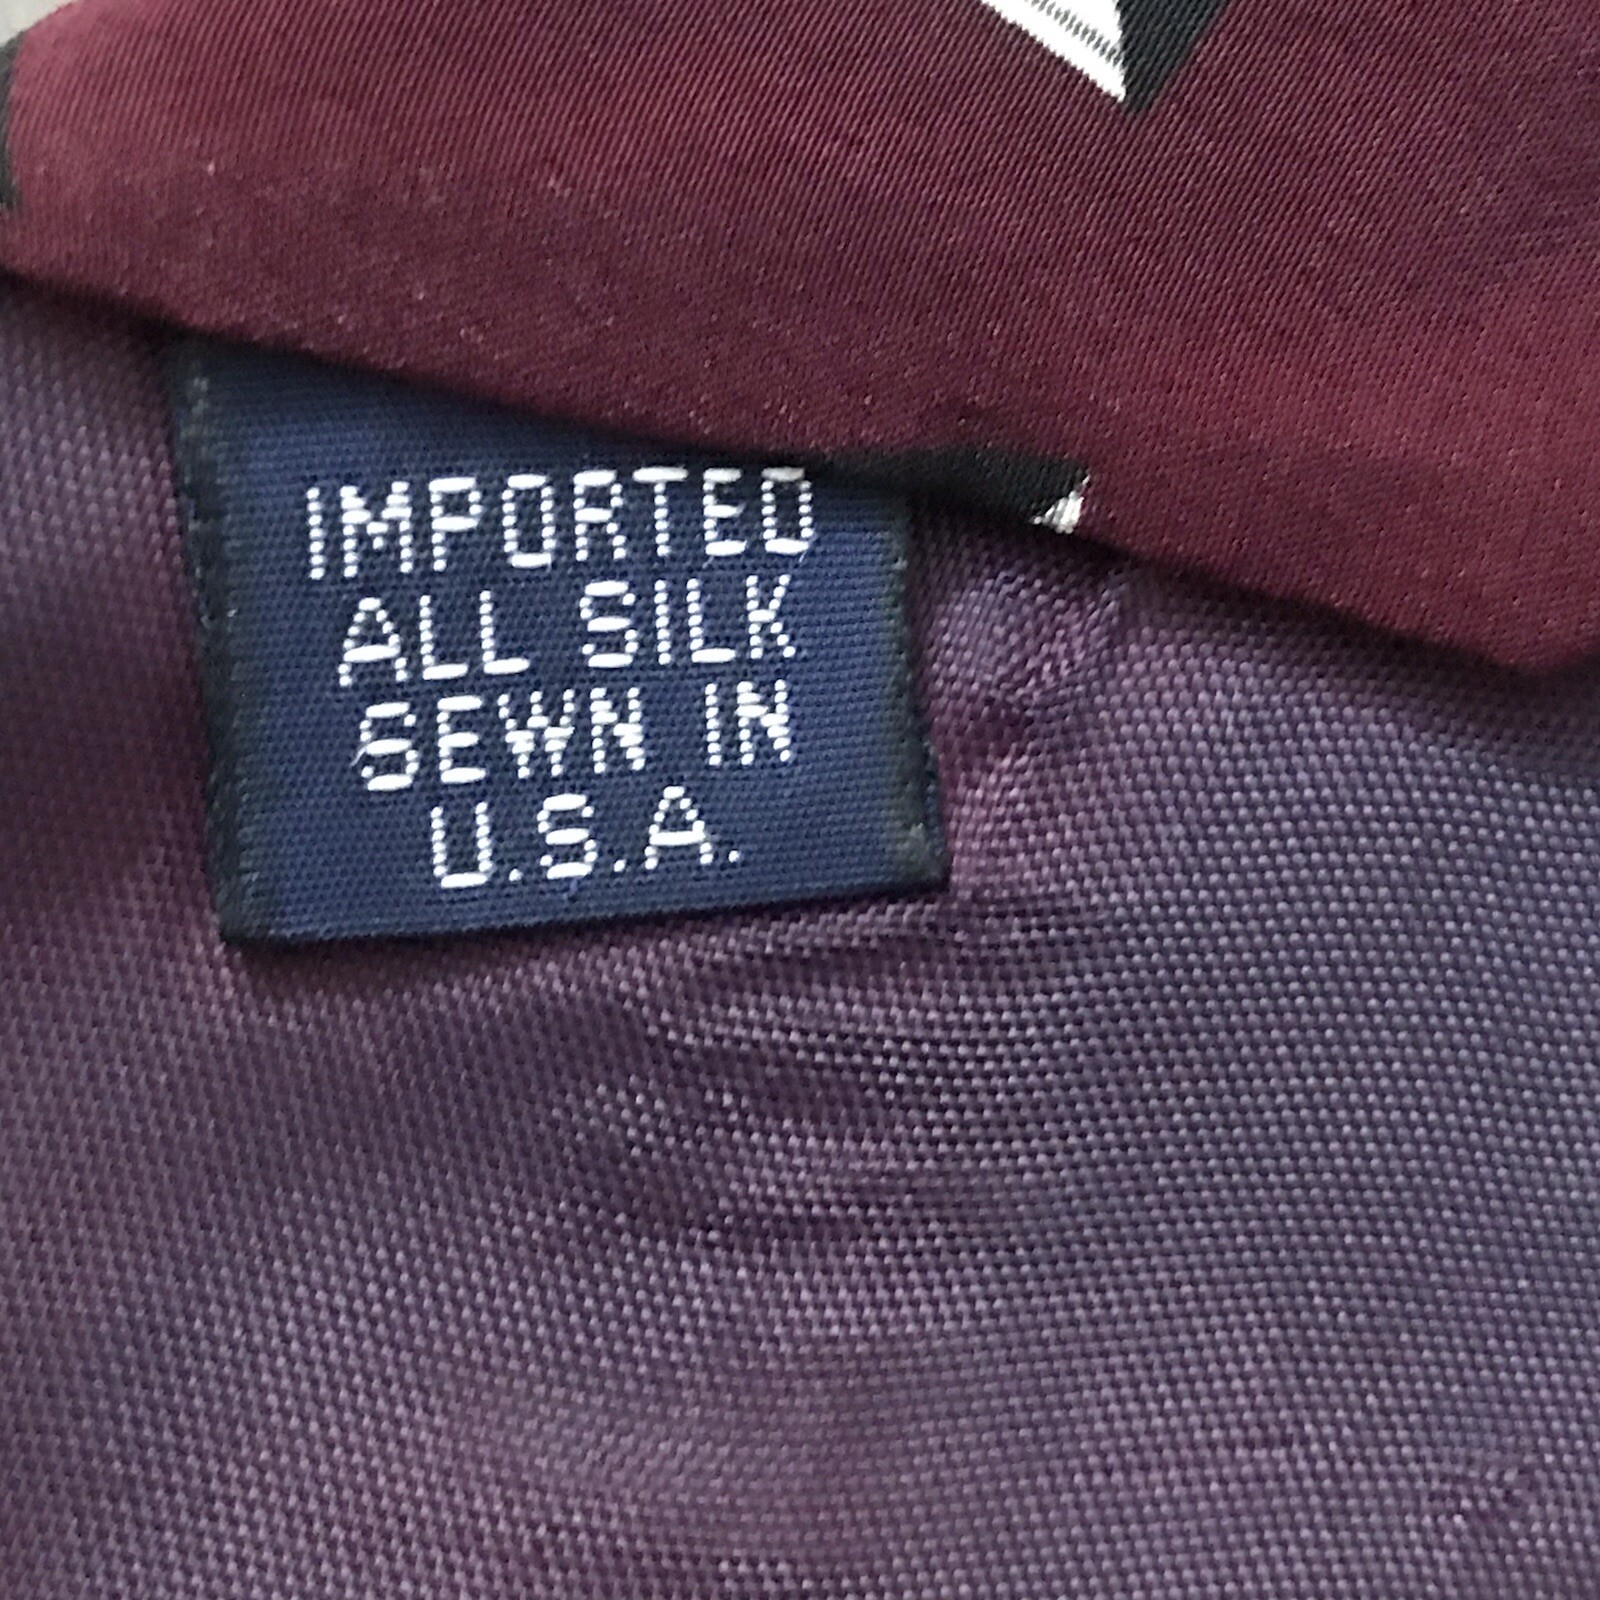 IMPORTED
ALL SILK
SEWN IN
U.S.A.